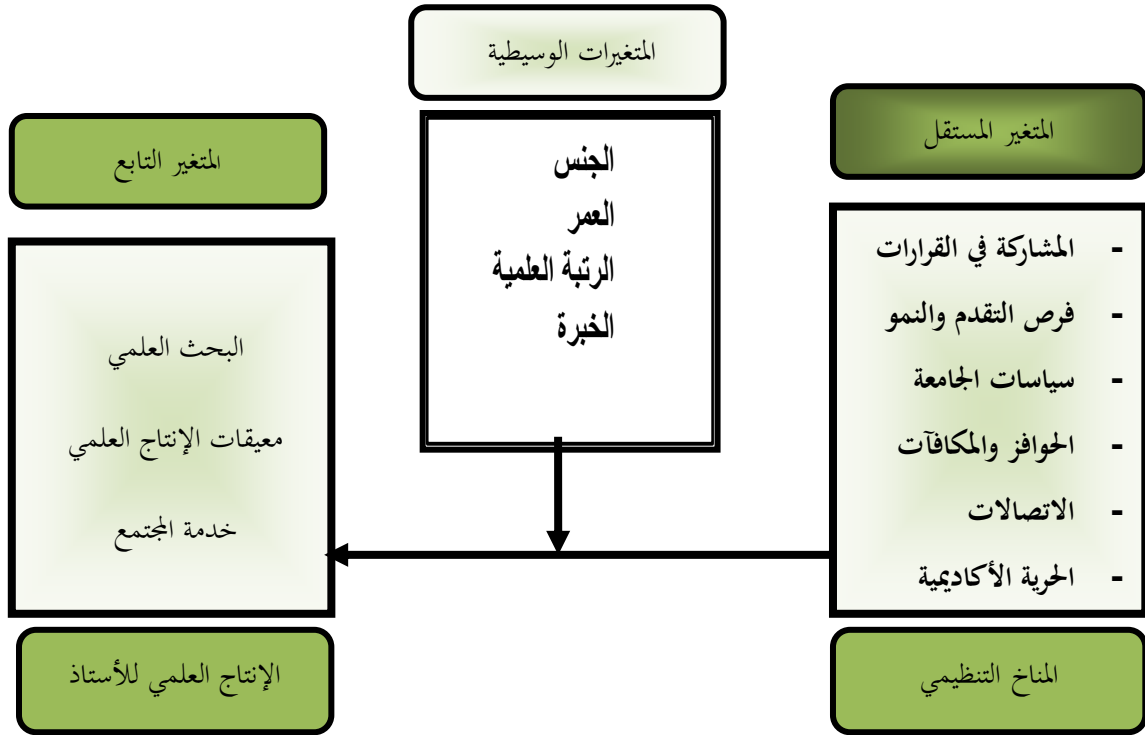 المتغيرات الوسيطية
المتغير المستقل
المتغير التابع
الجنس
العمر
الرتبة العلمية
الخبرة
- المشاركة في القرارات
- فرص التقدم والنمو
- سياسات الجامعة
- الحوافز والمكافآت
- الاتصالات
- الحرية الأكاديمية
البحث العلمي
معيقات الإنتاج العلمي
خدمة المجتمع
المناخ التنظيمي
الإنتاج العلمي للأستاذ